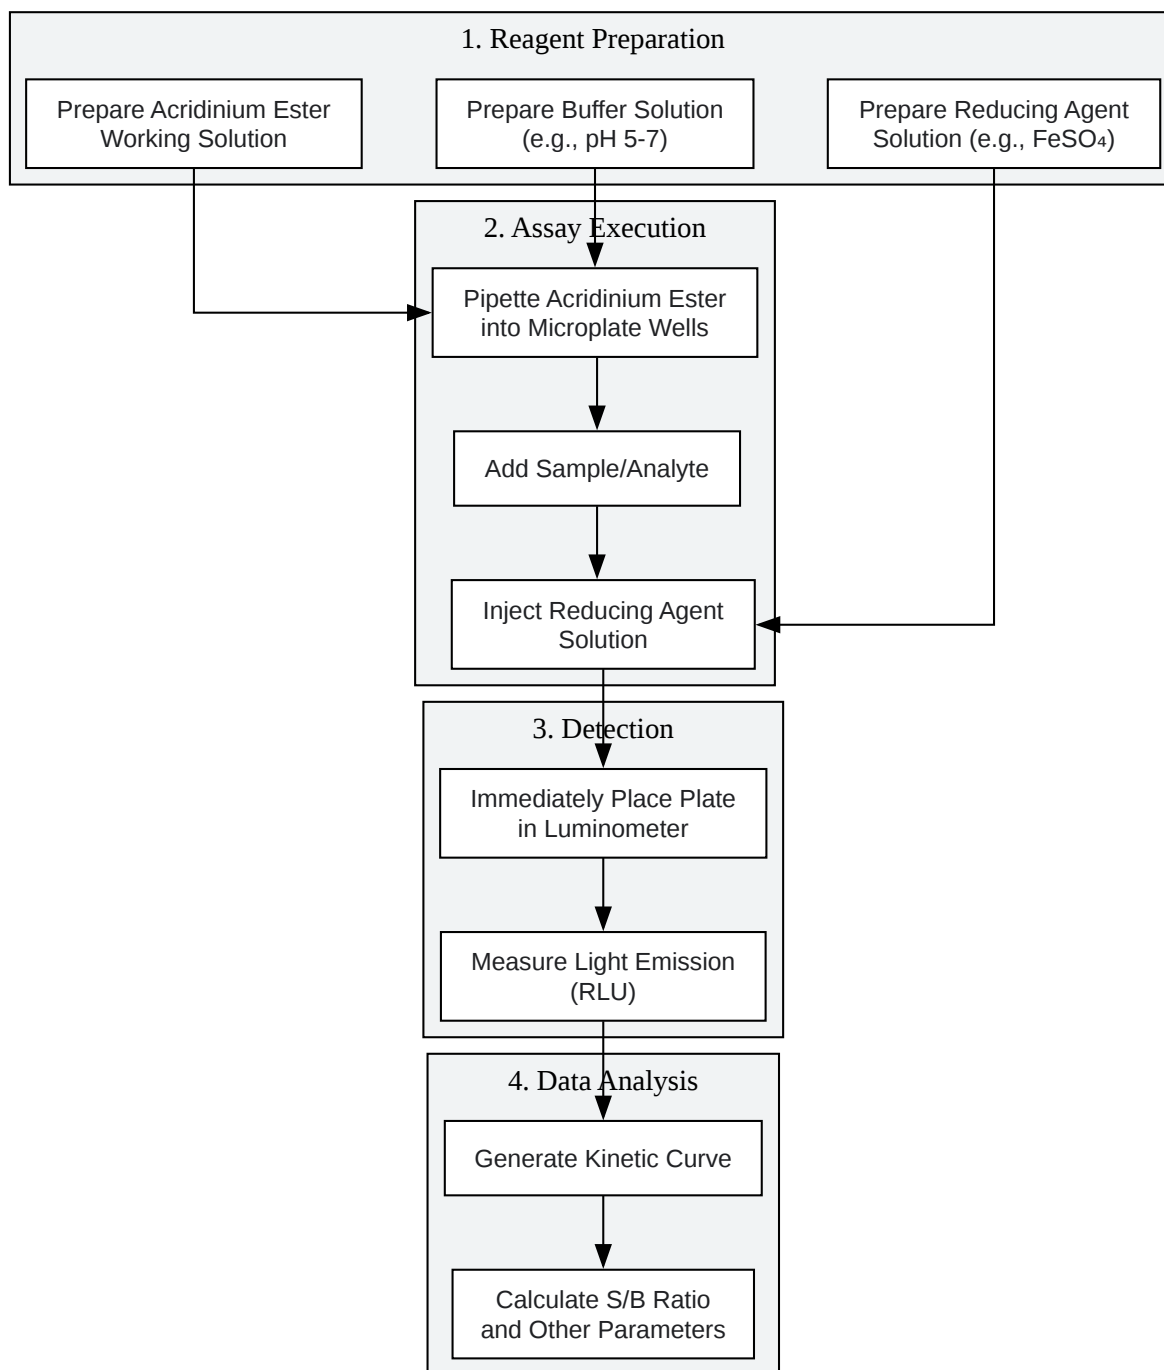 1. Reagent Preparation
Prepare Acridinium Ester
Working Solution
Prepare Buffer Solution
(e.g., pH 5-7)
Prepare Reducing Agent
Solution (e.g., FeSO₄)
2. Assay Execution
Pipette Acridinium Ester
into Microplate Wells
Add Sample/Analyte
Inject Reducing Agent
Solution
3. Detection
Immediately Place Plate
in Luminometer
Measure Light Emission
(RLU)
4. Data Analysis
Generate Kinetic Curve
Calculate S/B Ratio
and Other Parameters